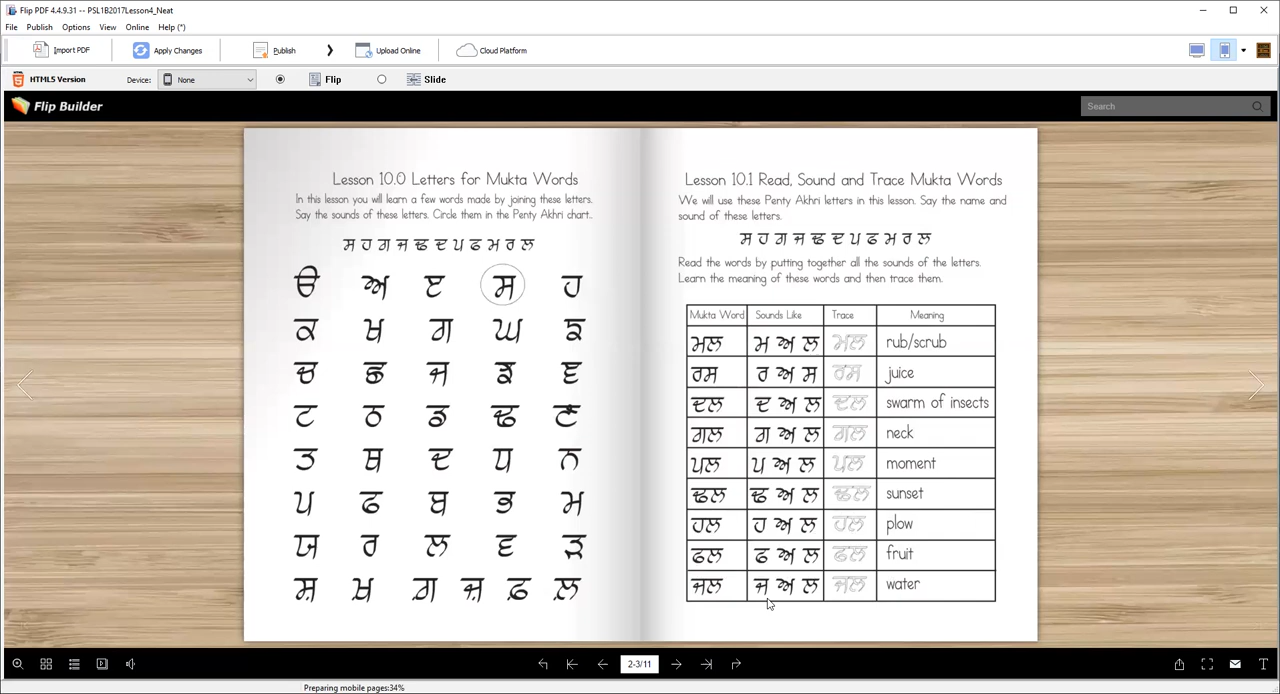 Flip PDF 4.4.9.31 -- PSL1B2017Lesson4_Neat
File Publish Options View Online Help (*)
Import PDF Apply Changes Publish Upload Online Cloud Platform
HTML5 Version Device: None Flip Slide
Flip Builder Search
Lesson 10.0 Letters for Mukta Words
In this lesson you will learn a few words made by joining these letters.
Say the sounds of these letters. Circle them in the Penty Akhri chart..
ਸ ਹ ਗ ਜ ਢ ਦ ਪ ਫ ਮ ਰ ਲ
ੳ ਅ ੲ ਸ ਹ
ਕ ਖ ਗ ਘ ਙ
ਚ ਛ ਜ ਝ ਞ
ਟ ਠ ਡ ਢ ਣ
ਤ ਥ ਦ ਧ ਨ
ਪ ਫ ਬ ਭ ਮ
ਯ ਰ ਲ ਵ ੜ
ਸ਼ ਖ਼ ਗ਼ ਜ਼ ਫ਼ ਲ਼
Lesson 10.1 Read, Sound and Trace Mukta Words
We will use these Penty Akhri letters in this lesson. Say the name and
sound of these letters.
ਸ ਹ ਗ ਜ ਢ ਦ ਪ ਫ ਮ ਰ ਲ
Read the words by putting together all the sounds of the letters.
Learn the meaning of these words and then trace them.
Mukta Word Sounds Like Trace Meaning
ਮਲ ਮ ਅ ਲ ਮਲ rub/scrub
ਰਸ ਰ ਅ ਸ ਰਸ juice
ਦਲ ਦ ਅ ਲ ਦਲ swarm of insects
ਗਲ ਗ ਅ ਲ ਗਲ neck
ਪਲ ਪ ਅ ਲ ਪਲ moment
ਢਲ ਢ ਅ ਲ ਢਲ sunset
ਹਲ ਹ ਅ ਲ ਹਲ plow
ਫਲ ਫ ਅ ਲ ਫਲ fruit
ਜਲ ਜ ਅ ਲ ਜਲ water
2-3/11
Preparing mobile pages:34%